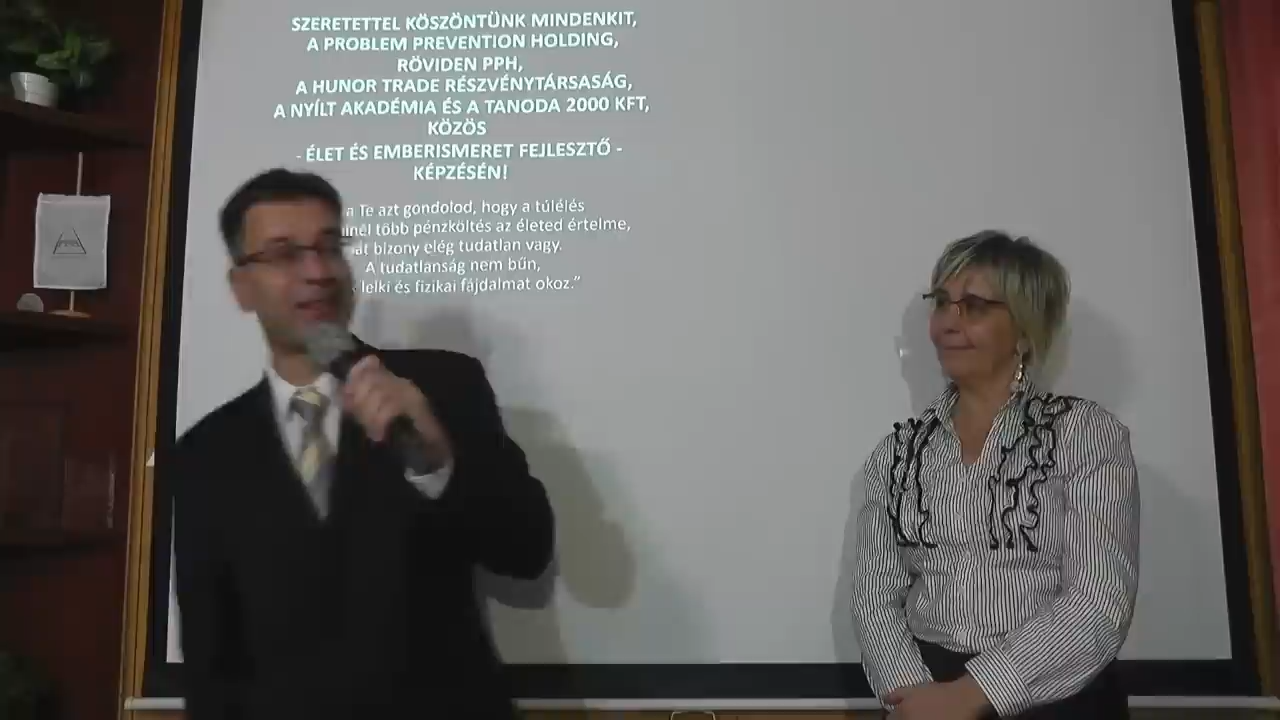 SZERETETTEL KÖSZÖNTÜNK MINDENKIT,
A PROBLEM PREVENTION HOLDING,
RÖVIDEN PPH,
A HUNOR TRADE RÉSZVÉNYTÁRSASÁG,
A NYÍLT AKADÉMIA ÉS A TANODA 2000 KFT,
KÖZÖS
- ÉLET ÉS EMBERISMERET FEJLESZTŐ -
KÉPZÉSÉN!
Te azt gondolod, hogy a túlélés
több pénzköltés az életed értelme,
bizony elég tudatlan vagy.
A tudatlanság nem bűn,
lelki és fizikai fájdalmat okoz.”